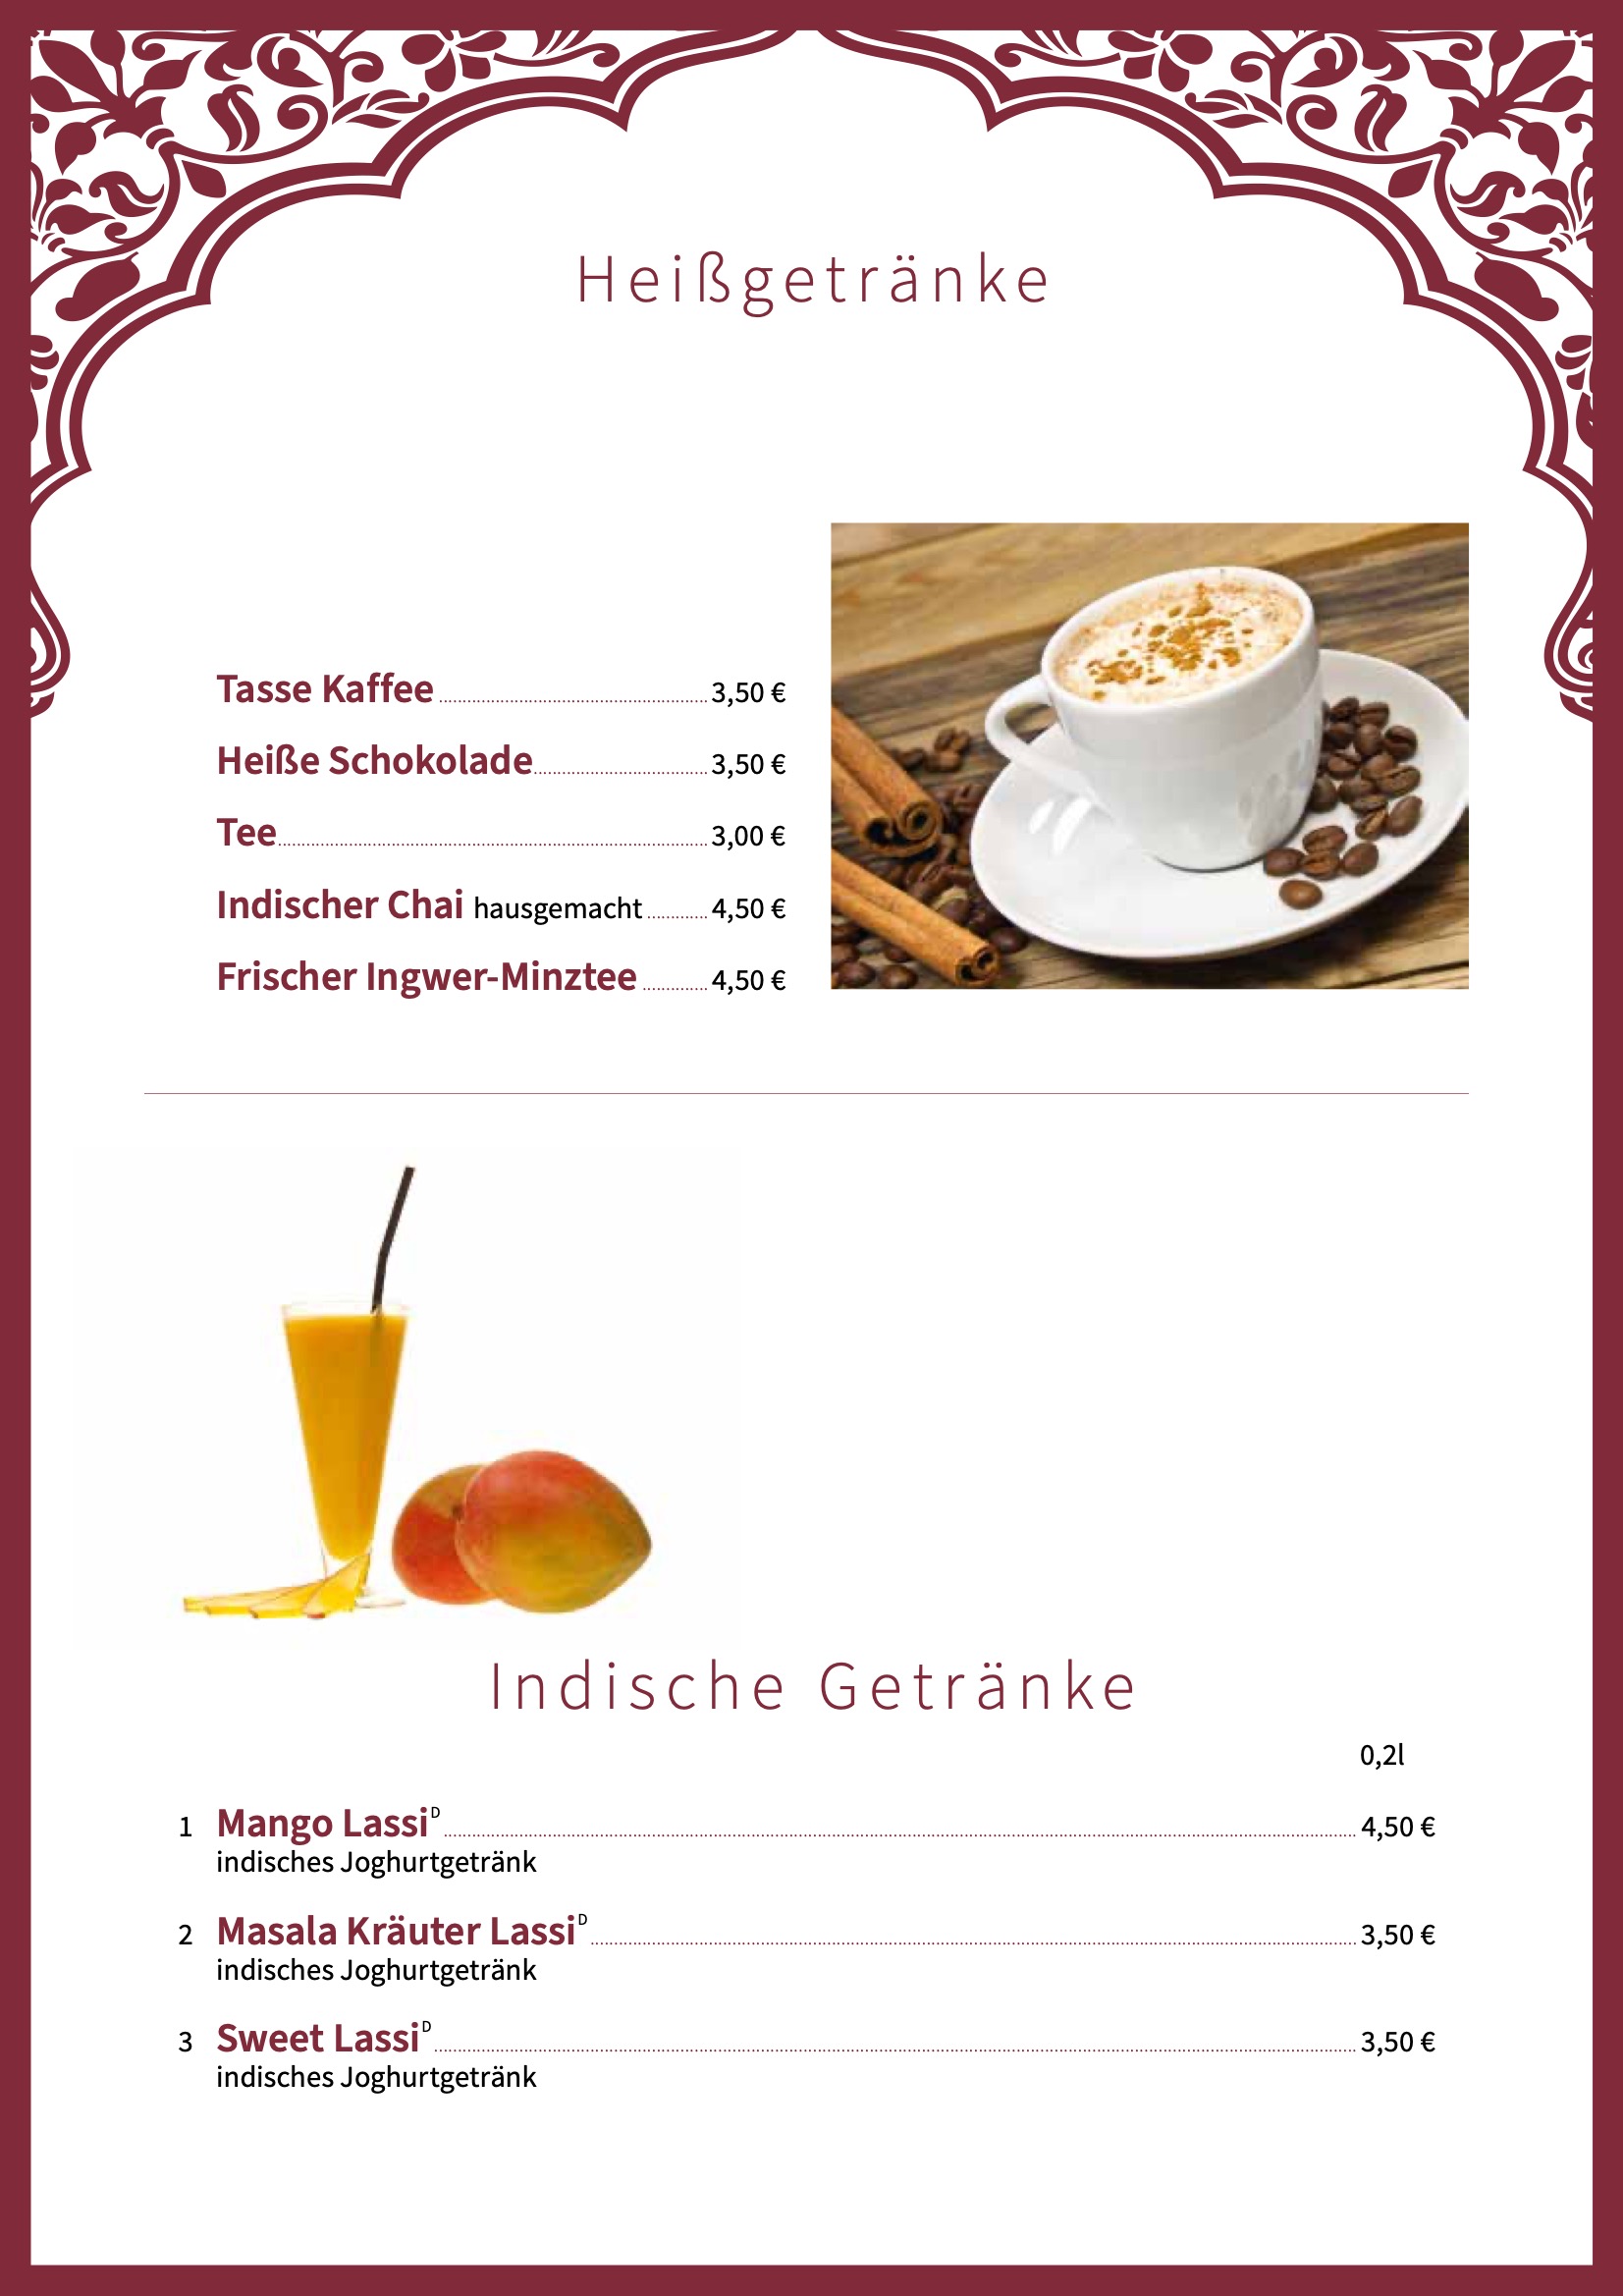 Heißgetränke
Tasse Kaffee 3,50 €
Heiße Schokolade 3,50 €
Tee 3,00 €
Indischer Chai hausgemacht 4,50 €
Frischer Ingwer-Minztee 4,50 €
Indische Getränke
0,2l
1 Mango Lassi D 4,50 €
indisches Joghurtgetränk
2 Masala Kräuter Lassi D 3,50 €
indisches Joghurtgetränk
3 Sweet Lassi D 3,50 €
indisches Joghurtgetränk